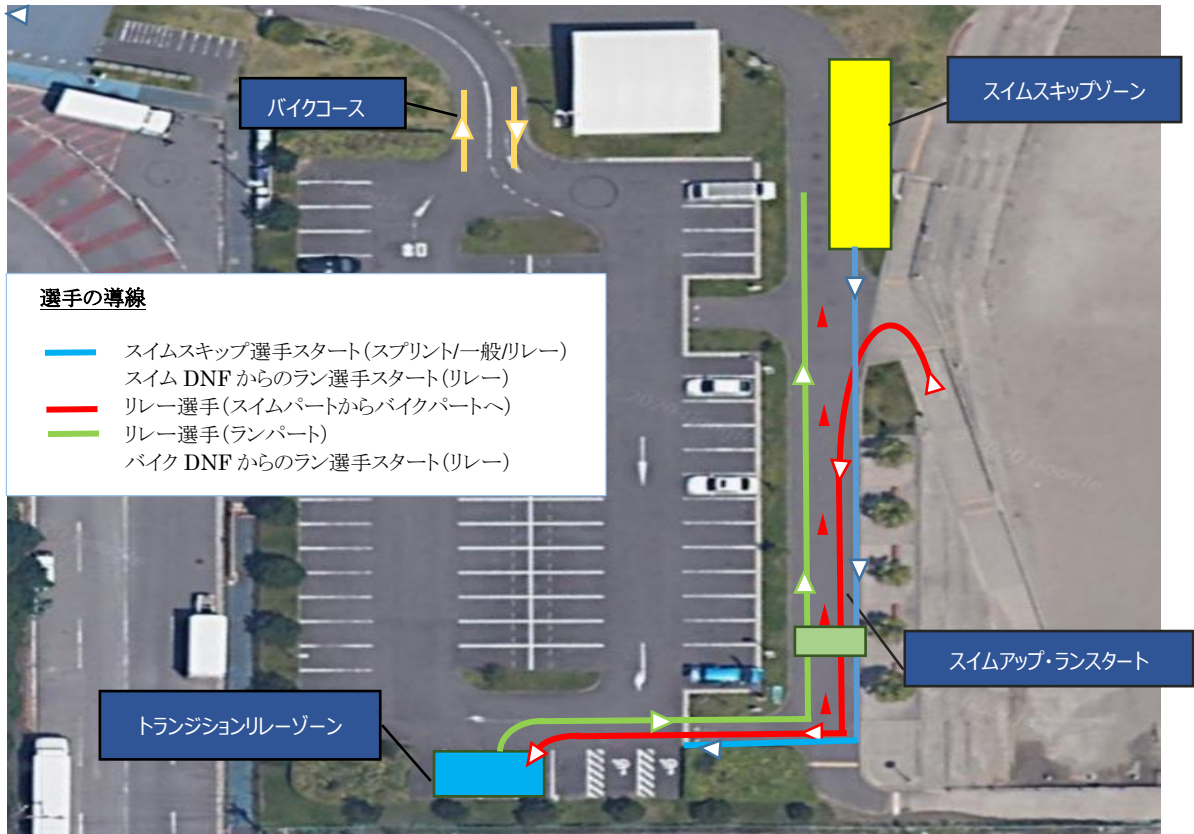 バイクコース
スイムスキップゾーン
選手の導線
スイムスキップ選手スタート(スプリント/一般/リレー)
スイム DNF からのラン選手スタート(リレー)
リレー選手(スイムパートからバイクパートへ)
リレー選手(ランパート)
バイク DNF からのラン選手スタート(リレー)
スイムアップ・ランスタート
トランジションリレーゾーン